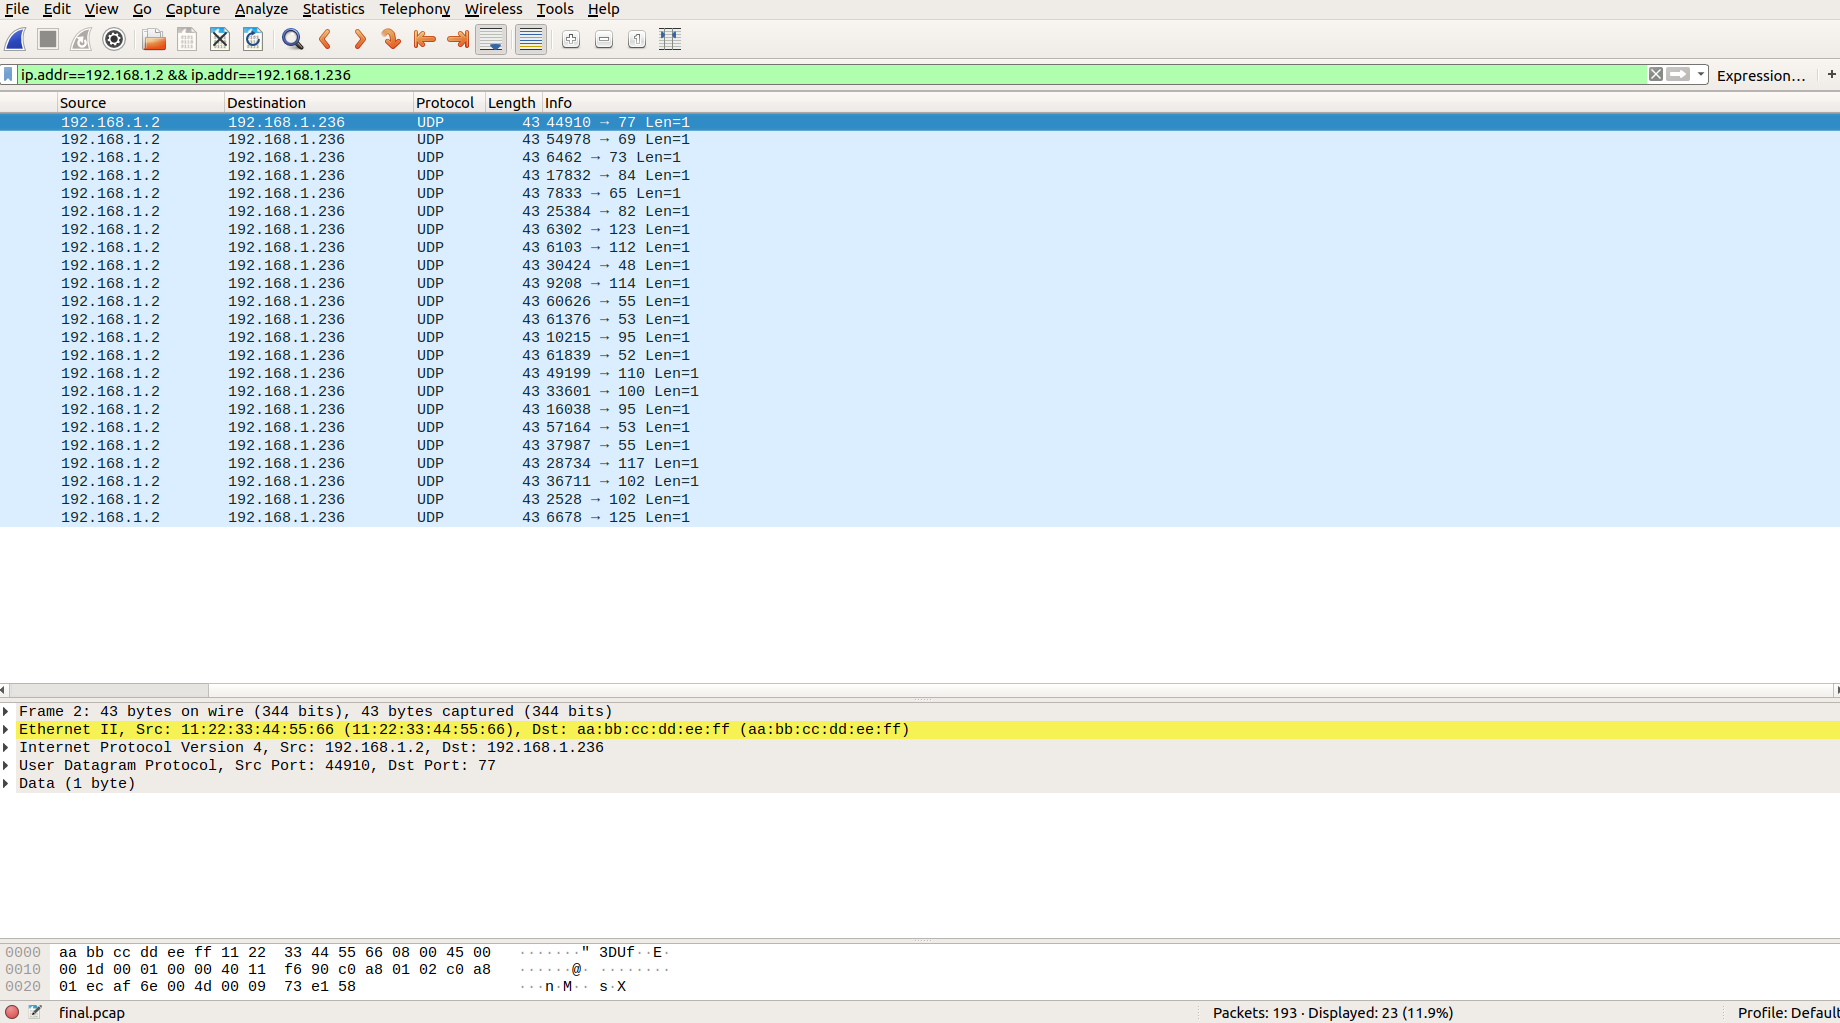 File Edit View Go Capture Analyze Statistics Telephony Wireless Tools Help
ip.addr==192.168.1.2 && ip.addr==192.168.1.236 Expression… +
Source Destination Protocol Length Info
192.168.1.2 192.168.1.236 UDP 43 44910 → 77 Len=1
192.168.1.2 192.168.1.236 UDP 43 54978 → 69 Len=1
192.168.1.2 192.168.1.236 UDP 43 6462 → 73 Len=1
192.168.1.2 192.168.1.236 UDP 43 17832 → 84 Len=1
192.168.1.2 192.168.1.236 UDP 43 7833 → 65 Len=1
192.168.1.2 192.168.1.236 UDP 43 25384 → 82 Len=1
192.168.1.2 192.168.1.236 UDP 43 6302 → 123 Len=1
192.168.1.2 192.168.1.236 UDP 43 6103 → 112 Len=1
192.168.1.2 192.168.1.236 UDP 43 30424 → 48 Len=1
192.168.1.2 192.168.1.236 UDP 43 9208 → 114 Len=1
192.168.1.2 192.168.1.236 UDP 43 60626 → 55 Len=1
192.168.1.2 192.168.1.236 UDP 43 61376 → 53 Len=1
192.168.1.2 192.168.1.236 UDP 43 10215 → 95 Len=1
192.168.1.2 192.168.1.236 UDP 43 61839 → 52 Len=1
192.168.1.2 192.168.1.236 UDP 43 49199 → 110 Len=1
192.168.1.2 192.168.1.236 UDP 43 33601 → 100 Len=1
192.168.1.2 192.168.1.236 UDP 43 16038 → 95 Len=1
192.168.1.2 192.168.1.236 UDP 43 57164 → 53 Len=1
192.168.1.2 192.168.1.236 UDP 43 37987 → 55 Len=1
192.168.1.2 192.168.1.236 UDP 43 28734 → 117 Len=1
192.168.1.2 192.168.1.236 UDP 43 36711 → 102 Len=1
192.168.1.2 192.168.1.236 UDP 43 2528 → 102 Len=1
192.168.1.2 192.168.1.236 UDP 43 6678 → 125 Len=1
Frame 2: 43 bytes on wire (344 bits), 43 bytes captured (344 bits)
Ethernet II, Src: 11:22:33:44:55:66 (11:22:33:44:55:66), Dst: aa:bb:cc:dd:ee:ff (aa:bb:cc:dd:ee:ff)
Internet Protocol Version 4, Src: 192.168.1.2, Dst: 192.168.1.236
User Datagram Protocol, Src Port: 44910, Dst Port: 77
Data (1 byte)
0000 aa bb cc dd ee ff 11 22 33 44 55 66 08 00 45 00 ·······" 3DUf··E·
0010 00 1d 00 01 00 00 40 11 f6 90 c0 a8 01 02 c0 a8 ······@· ········
0020 01 ec af 6e 00 4d 00 09 73 e1 58 ···n·M·· s·X
final.pcap Packets: 193 · Displayed: 23 (11.9%) Profile: Default